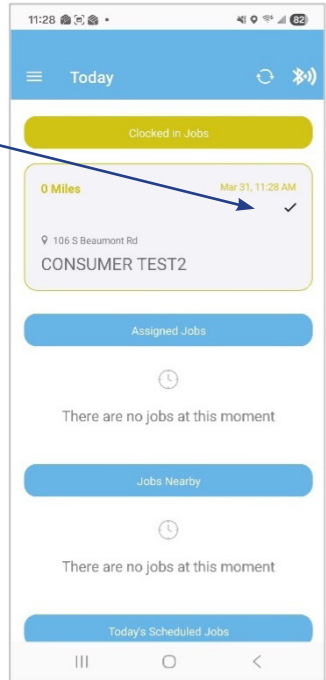 11:28
82
Today
Clocked in Jobs
0 Miles
Mar 31, 11:28 AM
106 S Beaumont Rd
CONSUMER TEST2
Assigned Jobs
There are no jobs at this moment
Jobs Nearby
There are no jobs at this moment
Today's Scheduled Jobs